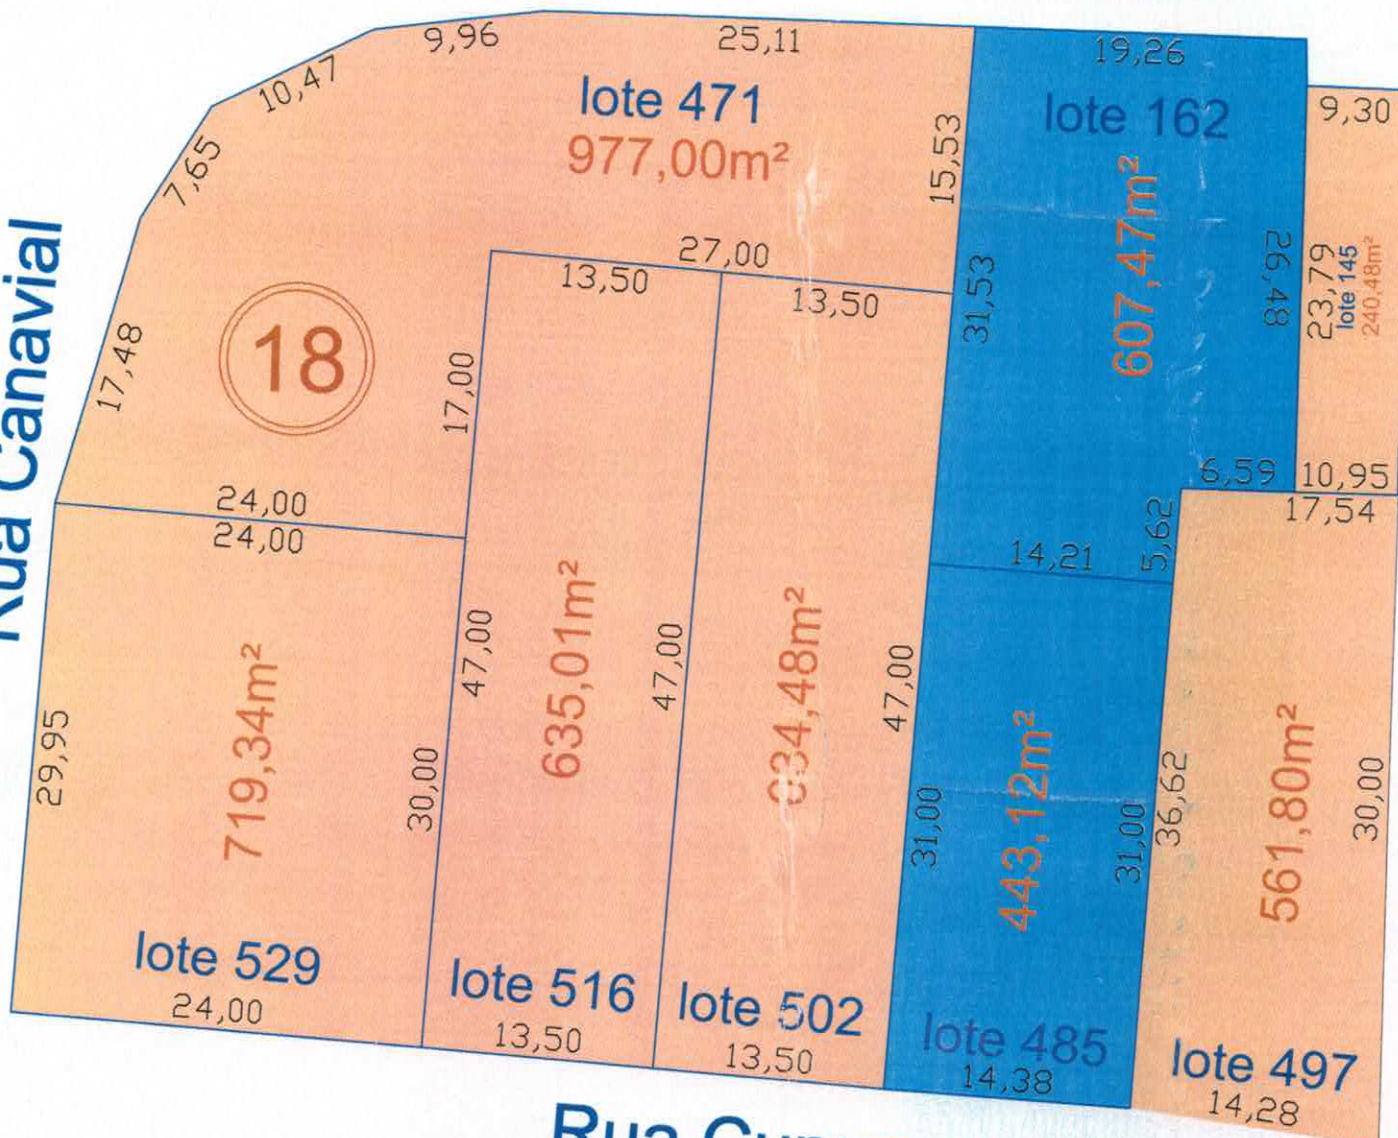 9,96
25,11
19,26
10,47
lote 471
977,00m²
lote 162
9,30
7,65
15,53
607,47m²
Rua Canavial
27,00
13,50
13,50
31,53
26,48
23,79
lote 145
240,48m²
17,48
18
17,00
24,00
24,00
6,59
10,95
17,54
14,21
5,62
719,34m²
47,00
635,01m²
47,00
634,48m²
47,00
29,95
30,00
31,00
443,12m²
31,00
36,62
561,80m²
30,00
lote 529
24,00
lote 516
13,50
lote 502
13,50
lote 485
14,38
lote 497
14,28
Rua